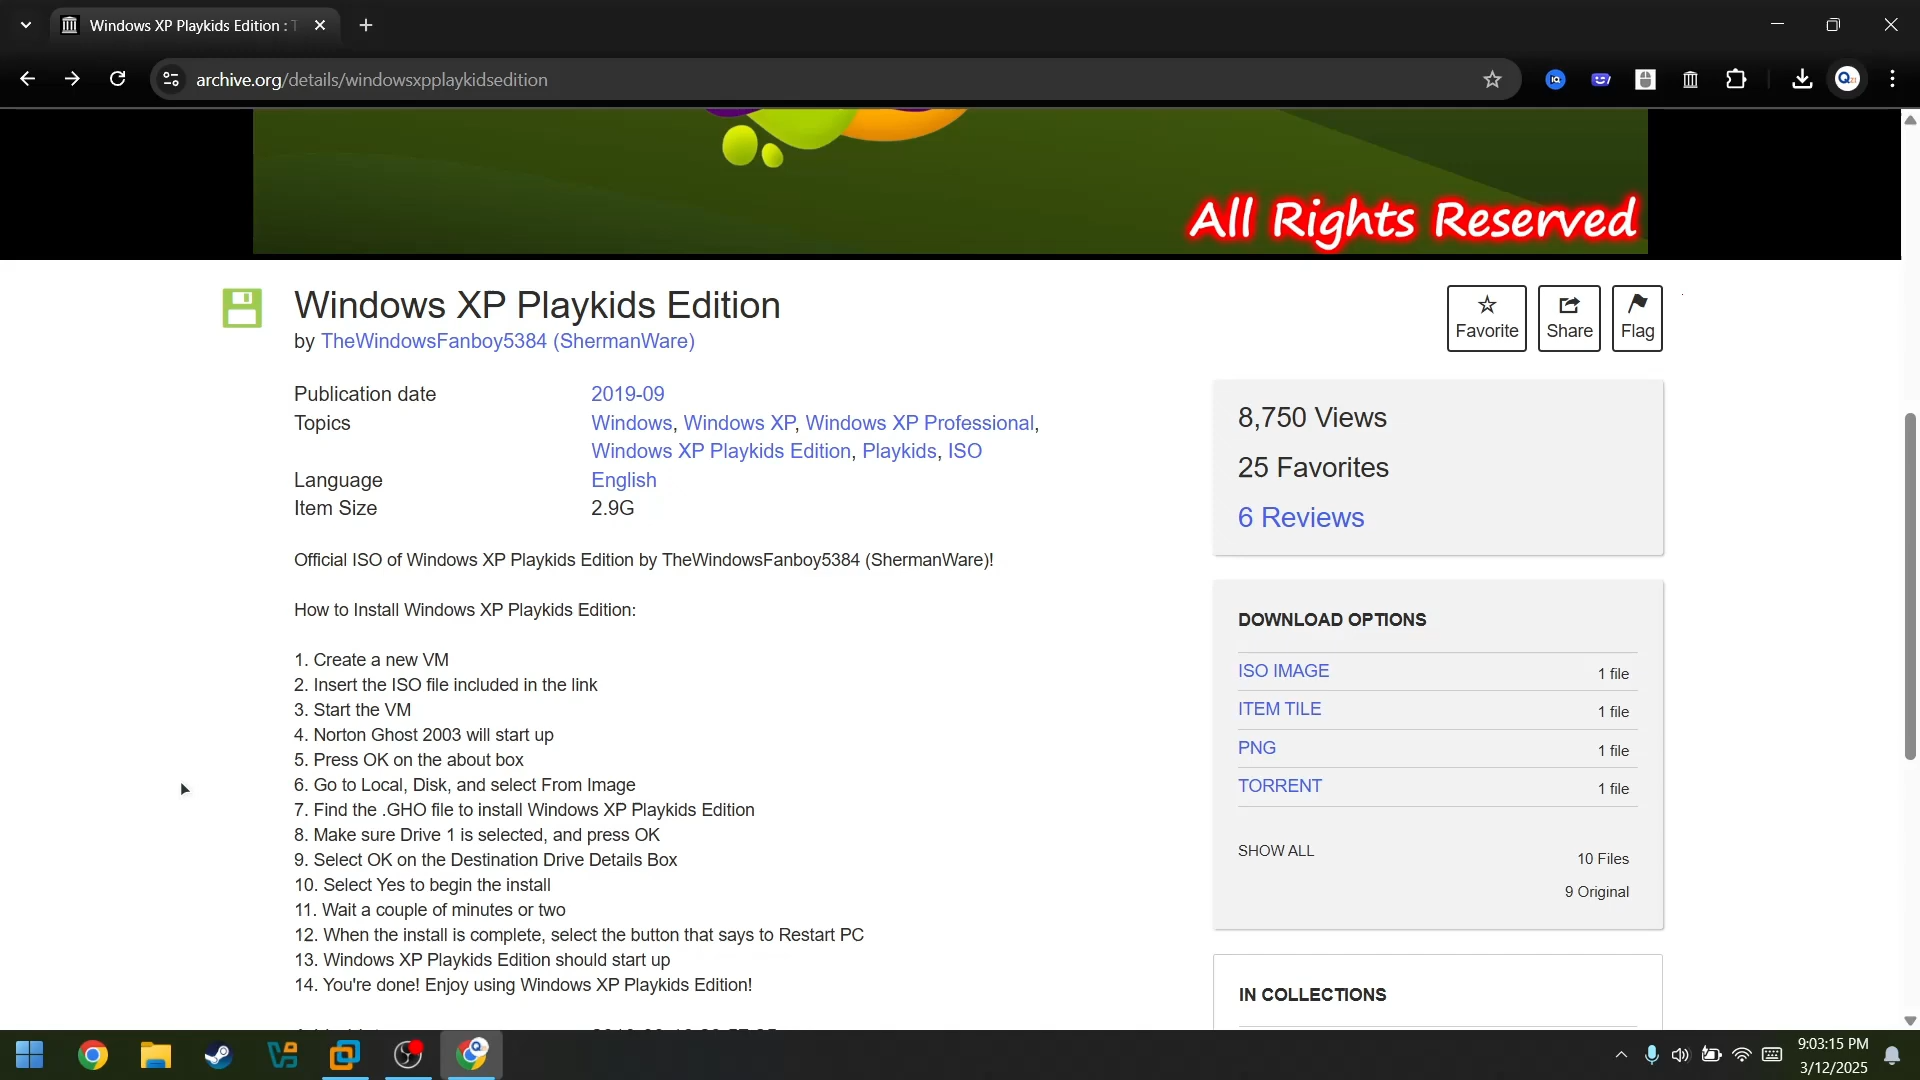 Windows XP Playkids Edition : T
archive.org/details/windowsxpplaykidsedition
All Rights Reserved
Windows XP Playkids Edition
by TheWindowsFanboy5384 (ShermanWare)
Favorite
Share
Flag
Publication date 2019-09
Topics Windows, Windows XP, Windows XP Professional,
Windows XP Playkids Edition, Playkids, ISO
Language English
Item Size 2.9G
8,750 Views
25 Favorites
6 Reviews
Official ISO of Windows XP Playkids Edition by TheWindowsFanboy5384 (ShermanWare)!
How to Install Windows XP Playkids Edition:
1. Create a new VM
2. Insert the ISO file included in the link
3. Start the VM
4. Norton Ghost 2003 will start up
5. Press OK on the about box
6. Go to Local, Disk, and select From Image
7. Find the .GHO file to install Windows XP Playkids Edition
8. Make sure Drive 1 is selected, and press OK
9. Select OK on the Destination Drive Details Box
10. Select Yes to begin the install
11. Wait a couple of minutes or two
12. When the install is complete, select the button that says to Restart PC
13. Windows XP Playkids Edition should start up
14. You're done! Enjoy using Windows XP Playkids Edition!
DOWNLOAD OPTIONS
ISO IMAGE 1 file
ITEM TILE 1 file
PNG 1 file
TORRENT 1 file
SHOW ALL 10 Files
9 Original
IN COLLECTIONS
9:03:15 PM
3/12/2025